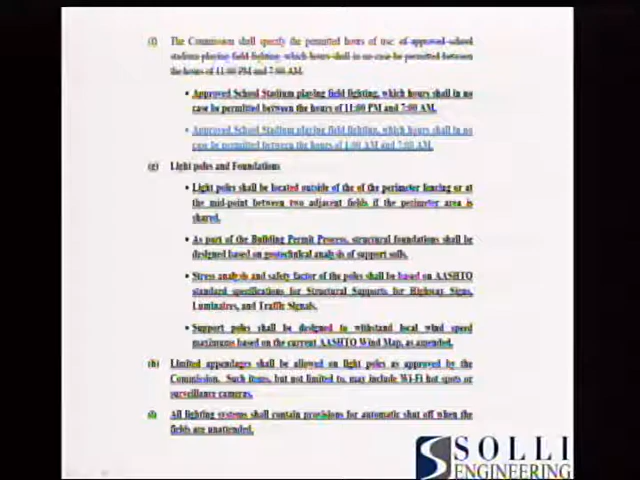 (f) The Commission shall specify the permitted hours of use of approved school
stadium playing field lighting, which hours shall in no case be permitted between
the hours of 11:00 PM and 7:00 AM.
• Approved School Stadium playing field lighting, which hours shall in no
case be permitted between the hours of 11:00 PM and 7:00 AM.
• Approved School Stadium playing field lighting, which hours shall in no
case be permitted between the hours of 1:00 AM and 7:00 AM.
(g) Light poles and Foundations
• Light poles shall be located outside of the of the perimeter fencing or at
the mid-point between two adjacent fields if the perimeter area is
shared.
• As part of the Building Permit Process, structural foundations shall be
designed based on geotechnical analysis of support soils.
• Stress analysis and safety factor of the poles shall be based on AASHTO
standard specifications for Structural Supports for Highway Signs,
Luminaires, and Traffic Signals.
• Support poles shall be designed to withstand local wind speed
maximums based on the current AASHTO Wind Map, as amended.
(h) Limited appendages shall be allowed on light poles as approved by the
Commission. Such items, but not limited to, may include Wi-Fi hot spots or
surveillance cameras.
(i) All lighting systems shall contain provisions for automatic shut off when the
fields are unattended.
SOLLI
ENGINEERING